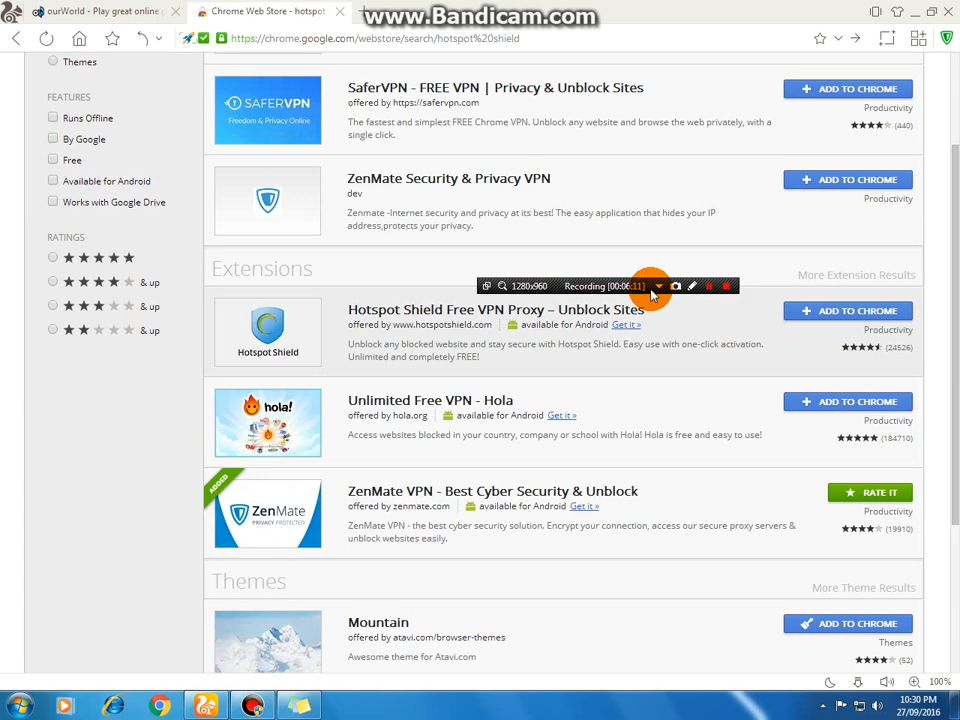 www.Bandicam.com
ourWorld - Play great online
Chrome Web Store - hotspot
https://chrome.google.com/webstore/search/hotspot%20shield
Themes
FEATURES
Runs Offline
By Google
Free
Available for Android
Works with Google Drive
RATINGS
& up
& up
& up
SAFERVPN
Freedom & Privacy Online
SaferVPN - FREE VPN | Privacy & Unblock Sites
offered by https://safervpn.com
The fastest and simplest FREE Chrome VPN. Unblock any website and browse the web privately, with a
single click.
ADD TO CHROME
Productivity
(440)
ZenMate Security & Privacy VPN
dev
Zenmate -Internet security and privacy at its best! The easy application that hides your IP
address,protects your privacy.
ADD TO CHROME
Productivity
Extensions
More Extension Results
1280x960 Recording [00:06:11]
Hotspot Shield
Hotspot Shield Free VPN Proxy – Unblock Sites
offered by www.hotspotshield.com available for Android Get it »
Unblock any blocked website and stay secure with Hotspot Shield. Easy use with one-click activation.
Unlimited and completely FREE!
ADD TO CHROME
Productivity
(24526)
hola!
Unlimited Free VPN - Hola
offered by hola.org available for Android Get it »
Access websites blocked in your country, company or school with Hola! Hola is free and easy to use!
ADD TO CHROME
Productivity
(184710)
ADDED
ZenMate
PRIVACY PROTECTED
ZenMate VPN - Best Cyber Security & Unblock
offered by zenmate.com available for Android Get it »
ZenMate VPN - the best cyber security solution. Encrypt your connection, access our secure proxy servers &
unblock websites easily.
RATE IT
Productivity
(19910)
Themes
More Theme Results
Mountain
offered by atavi.com/browser-themes
Awesome theme for Atavi.com
ADD TO CHROME
Themes
(52)
100%
10:30 PM
27/09/2016